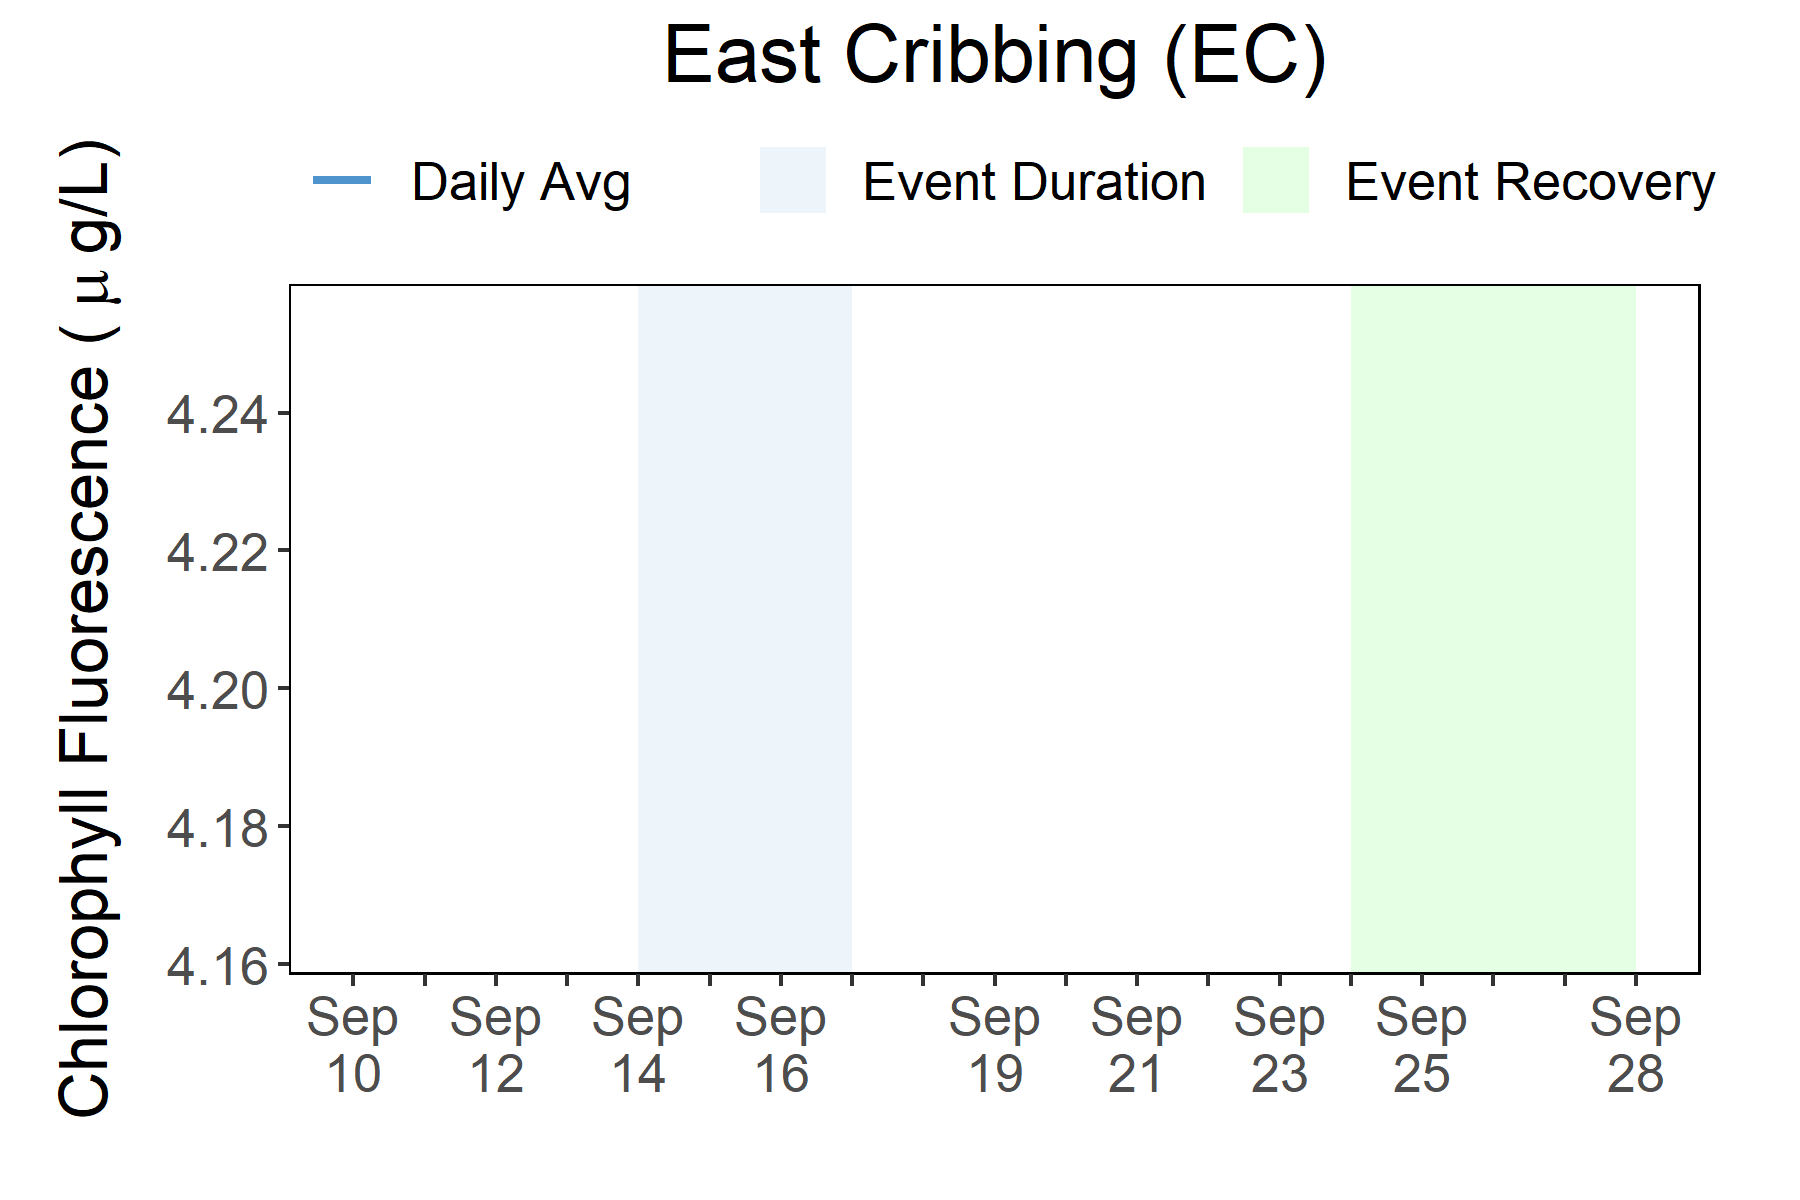 East Cribbing (EC)
Daily Avg Event Duration Event Recovery
Chlorophyll Fluorescence ( μ g/L)
4.24
4.22
4.20
4.18
4.16
Sep Sep Sep Sep Sep Sep Sep Sep Sep
10 12 14 16 19 21 23 25 28